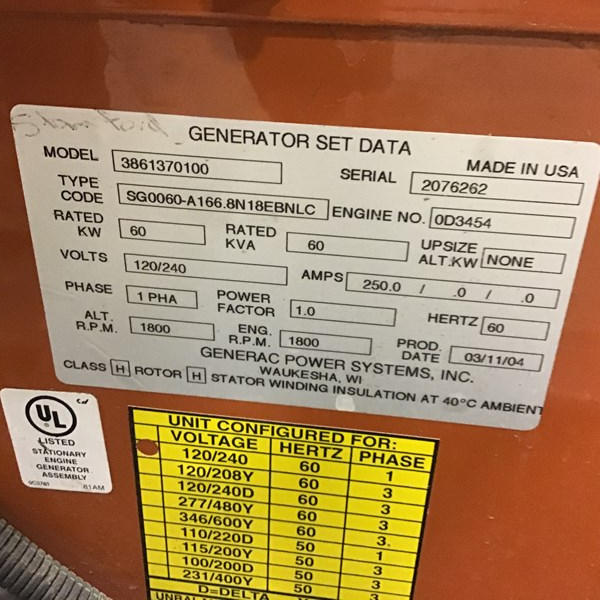 GENERATOR SET DATA
MADE IN USA
MODEL 3861370100 SERIAL 2076262
TYPE CODE SG0060-A166.8N18EBNLC ENGINE NO. 0D3454
RATED KW 60 RATED KVA 60 UPSIZE ALT.KW NONE
VOLTS 120/240 AMPS 250.0 / .0 / .0
PHASE 1 PHA POWER FACTOR 1.0 HERTZ 60
ALT. R.P.M. 1800 ENG. R.P.M. 1800 PROD. DATE 03/11/04
GENERAC POWER SYSTEMS, INC.
WAUKESHA, WI
CLASS H ROTOR H STATOR WINDING INSULATION AT 40°C AMBIENT
UL
LISTED
STATIONARY
ENGINE
GENERATOR
ASSEMBLY
81AM
UNIT CONFIGURED FOR:
VOLTAGE HERTZ PHASE
120/240 60 1
120/208Y 60 3
120/240D 60 3
277/480Y 60 3
346/600Y 60 3
110/220D 50 1
115/200Y 50 3
100/200D 50 3
231/400Y 50 3
D=DELTA